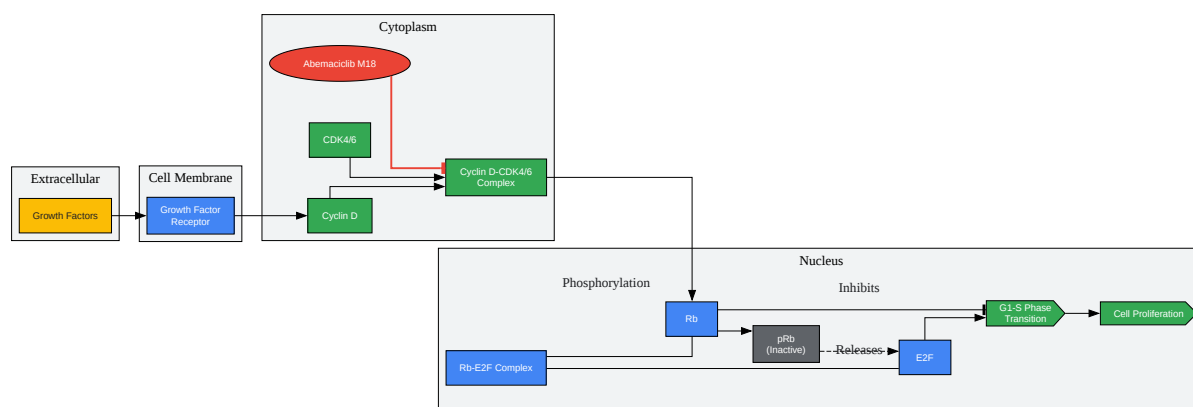 Cytoplasm
Abemaciclib M18
CDK4/6
Cyclin D-CDK4/6
Complex
Extracellular
Cell Membrane
Growth Factors
Growth Factor
Receptor
Cyclin D
Nucleus
Phosphorylation
Inhibits
Rb
G1-S Phase
Transition
Cell Proliferation
pRb
(Inactive)
Releases
E2F
Rb-E2F Complex